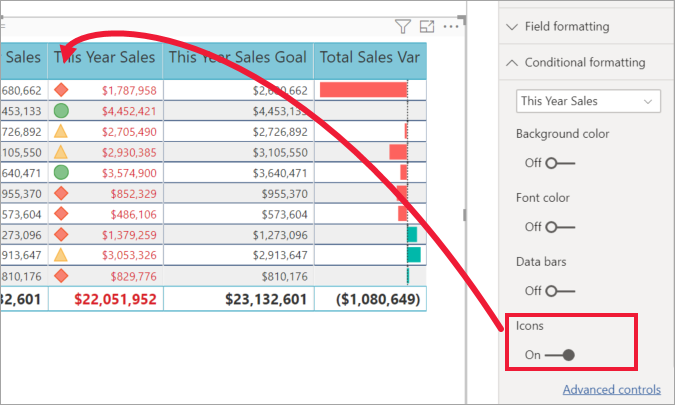 Sales This Year Sales This Year Sales Goal Total Sales Var
680,662 $1,787,958 $2,680,662
453,133 $4,452,421 $4,453,133
726,892 $2,705,490 $2,726,892
105,550 $2,930,385 $3,105,550
640,471 $3,574,900 $3,640,471
955,370 $852,329 $955,370
573,604 $486,106 $573,604
273,096 $1,379,259 $1,273,096
913,647 $3,053,326 $2,913,647
810,176 $829,776 $810,176
32,601 $22,051,952 $23,132,601 ($1,080,649)
Field formatting
Conditional formatting
This Year Sales
Background color
Off
Font color
Off
Data bars
Off
Icons
On
Advanced controls